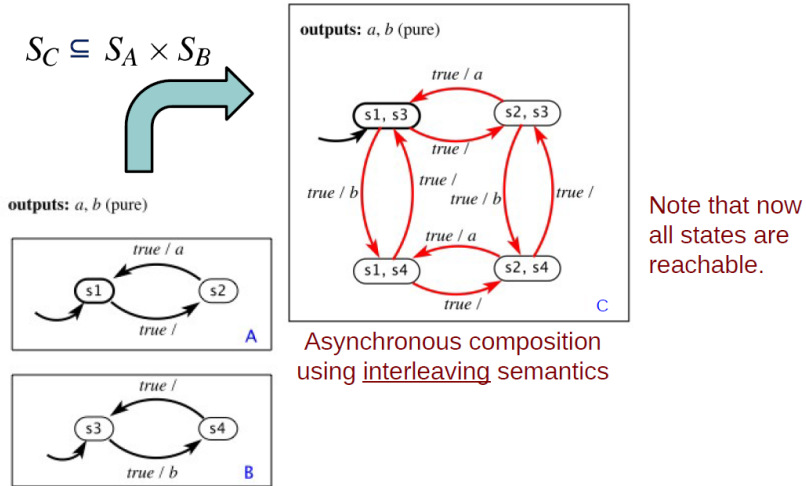 S_C ⊆ S_A × S_B
outputs: a, b (pure)
true / a
s1
s2
true /
A
true /
s3
s4
true / b
B
outputs: a, b (pure)
true / a
s1, s3
s2, s3
true /
true / b
true /
true / b
true /
true / a
s1, s4
s2, s4
true /
C
Asynchronous composition
using interleaving semantics
Note that now
all states are
reachable.